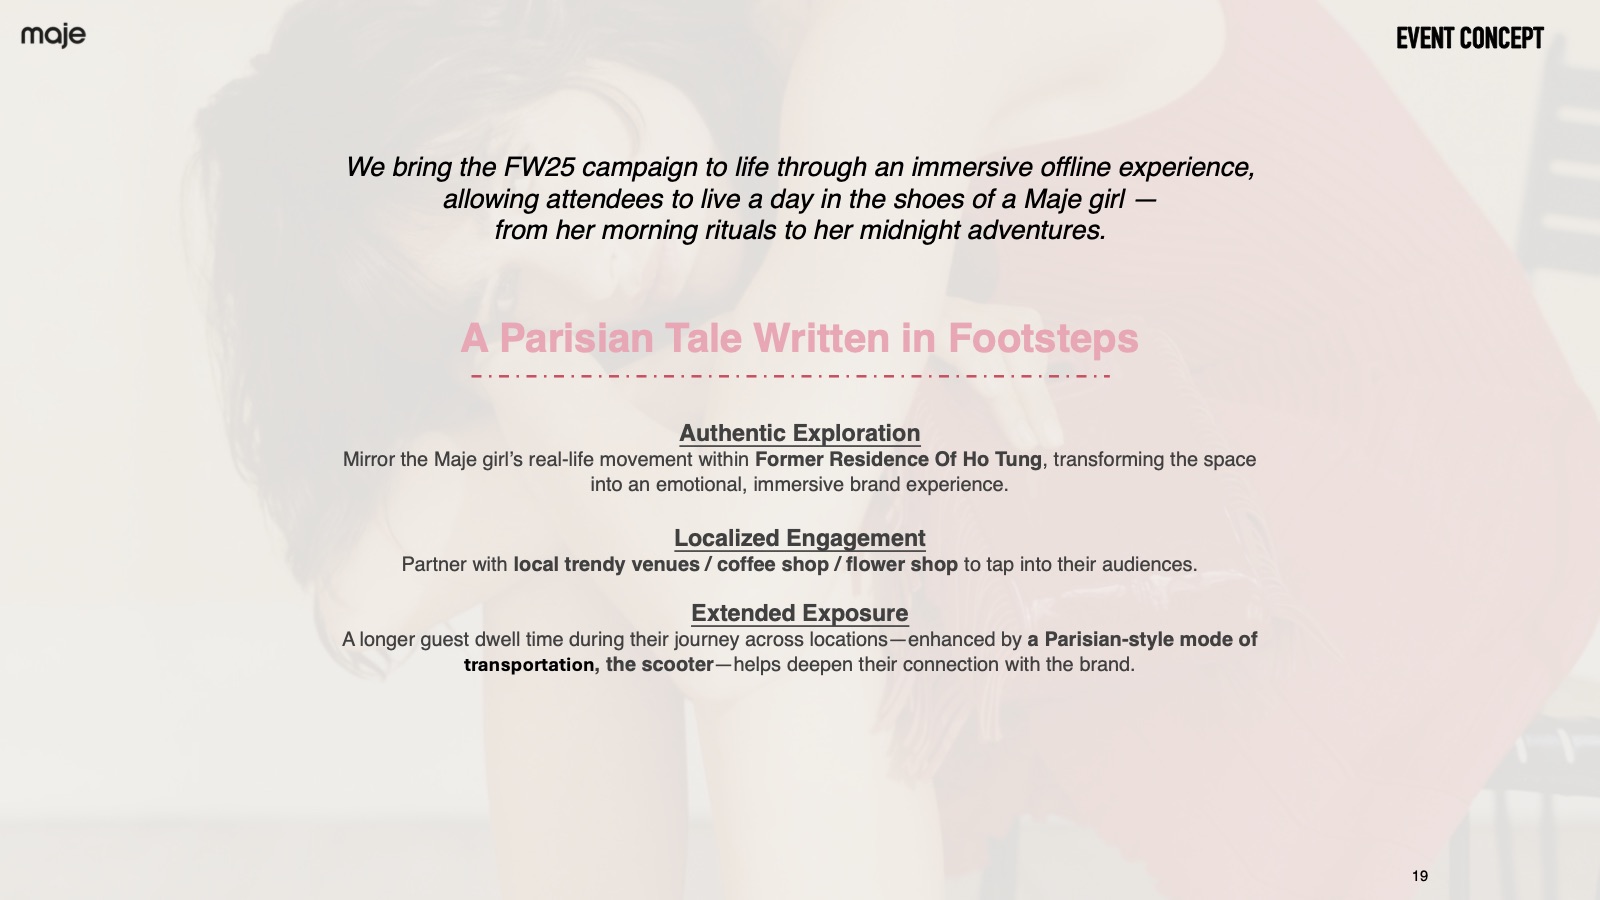 maje
EVENT CONCEPT
We bring the FW25 campaign to life through an immersive offline experience,
allowing attendees to live a day in the shoes of a Maje girl —
from her morning rituals to her midnight adventures.
A Parisian Tale Written in Footsteps
Authentic Exploration
Mirror the Maje girl’s real-life movement within Former Residence Of Ho Tung, transforming the space
into an emotional, immersive brand experience.
Localized Engagement
Partner with local trendy venues / coffee shop / flower shop to tap into their audiences.
Extended Exposure
A longer guest dwell time during their journey across locations—enhanced by a Parisian-style mode of
transportation, the scooter—helps deepen their connection with the brand.
19